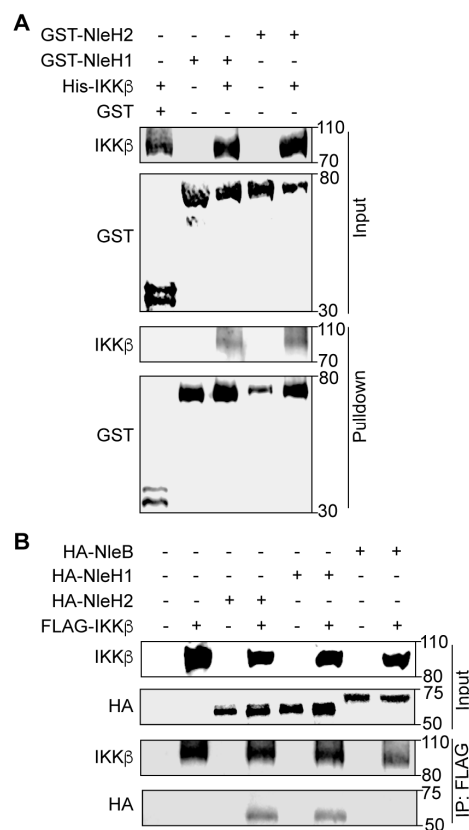 A
GST-NleH2 - - - + +
GST-NleH1 - + + - -
His-IKKβ + - + - +
GST + - - - -
IKKβ 110
70
GST 80
30
Input
IKKβ 110
70
GST 80
30
Pulldown
B
HA-NleB - - - - - - + +
HA-NleH1 - - - - + + - -
HA-NleH2 - - + + - - - -
FLAG-IKKβ - + - + - + - +
IKKβ 110
80
HA 75
50
Input
IKKβ 110
80
HA 75
50
IP: FLAG